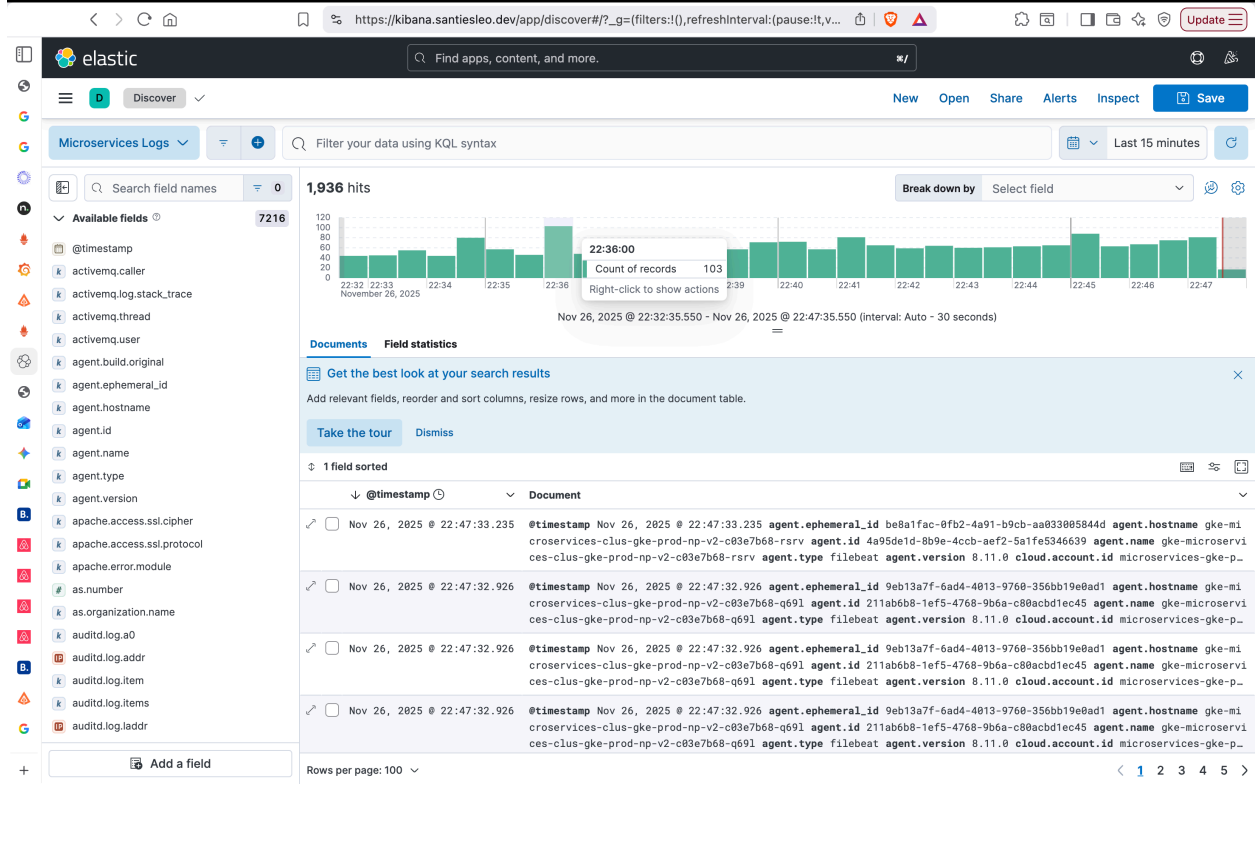 https://kibana.santiesleo.dev/app/discover#/?_g=(filters:!(),refreshInterval:(pause:!t,v...
Update
elastic
Find apps, content, and more.
⌘/
D
Discover
New
Open
Share
Alerts
Inspect
Save
Microservices Logs
Filter your data using KQL syntax
Last 15 minutes
Search field names
0
Available fields
7216
@timestamp
k activemq.caller
k activemq.log.stack_trace
k activemq.thread
k activemq.user
k agent.build.original
k agent.ephemeral_id
k agent.hostname
k agent.id
k agent.name
k agent.type
k agent.version
k apache.access.ssl.cipher
k apache.access.ssl.protocol
k apache.error.module
# as.number
k as.organization.name
k auditd.log.a0
IP auditd.log.addr
k auditd.log.item
k auditd.log.items
IP auditd.log.laddr
Add a field
1,936 hits
Break down by
Select field
120
100
80
60
40
20
0
22:32 22:33 22:34 22:35 22:36 2:39 22:40 22:41 22:42 22:43 22:44 22:45 22:46 22:47
November 26, 2025
22:36:00
Count of records 103
Right-click to show actions
Nov 26, 2025 @ 22:32:35.550 - Nov 26, 2025 @ 22:47:35.550 (interval: Auto - 30 seconds)
Documents
Field statistics
Get the best look at your search results
Add relevant fields, reorder and sort columns, resize rows, and more in the document table.
Take the tour
Dismiss
1 field sorted
@timestamp
Document
Nov 26, 2025 @ 22:47:33.235
@timestamp Nov 26, 2025 @ 22:47:33.235 agent.ephemeral_id be8a1fac-0fb2-4a91-b9cb-aa033005844d agent.hostname gke-mi
croservices-clus-gke-prod-np-v2-c03e7b68-rsrv agent.id 4a95de1d-8b9e-4ccb-aef2-5a1fe5346639 agent.name gke-microservi
ces-clus-gke-prod-np-v2-c03e7b68-rsrv agent.type filebeat agent.version 8.11.0 cloud.account.id microservices-gke-p…
Nov 26, 2025 @ 22:47:32.926
@timestamp Nov 26, 2025 @ 22:47:32.926 agent.ephemeral_id 9eb13a7f-6ad4-4013-9760-356bb19e0ad1 agent.hostname gke-mi
croservices-clus-gke-prod-np-v2-c03e7b68-q69l agent.id 211ab6b8-1ef5-4768-9b6a-c80acbd1ec45 agent.name gke-microservi
ces-clus-gke-prod-np-v2-c03e7b68-q69l agent.type filebeat agent.version 8.11.0 cloud.account.id microservices-gke-p…
Nov 26, 2025 @ 22:47:32.926
@timestamp Nov 26, 2025 @ 22:47:32.926 agent.ephemeral_id 9eb13a7f-6ad4-4013-9760-356bb19e0ad1 agent.hostname gke-mi
croservices-clus-gke-prod-np-v2-c03e7b68-q69l agent.id 211ab6b8-1ef5-4768-9b6a-c80acbd1ec45 agent.name gke-microservi
ces-clus-gke-prod-np-v2-c03e7b68-q69l agent.type filebeat agent.version 8.11.0 cloud.account.id microservices-gke-p…
Nov 26, 2025 @ 22:47:32.926
@timestamp Nov 26, 2025 @ 22:47:32.926 agent.ephemeral_id 9eb13a7f-6ad4-4013-9760-356bb19e0ad1 agent.hostname gke-mi
croservices-clus-gke-prod-np-v2-c03e7b68-q69l agent.id 211ab6b8-1ef5-4768-9b6a-c80acbd1ec45 agent.name gke-microservi
ces-clus-gke-prod-np-v2-c03e7b68-q69l agent.type filebeat agent.version 8.11.0 cloud.account.id microservices-gke-p…
Rows per page: 100
1 2 3 4 5
n.
B.
B.